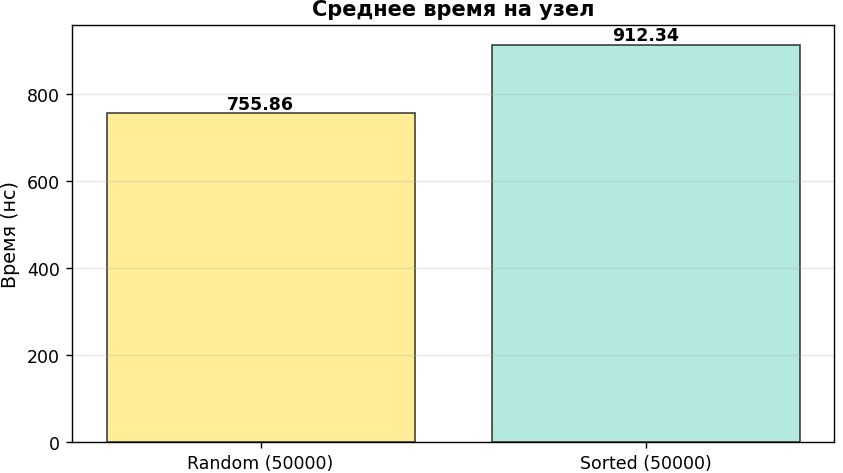 Среднее время на узел
912.34
755.86
800
600
400
200
0
Время (нс)
Random (50000)
Sorted (50000)